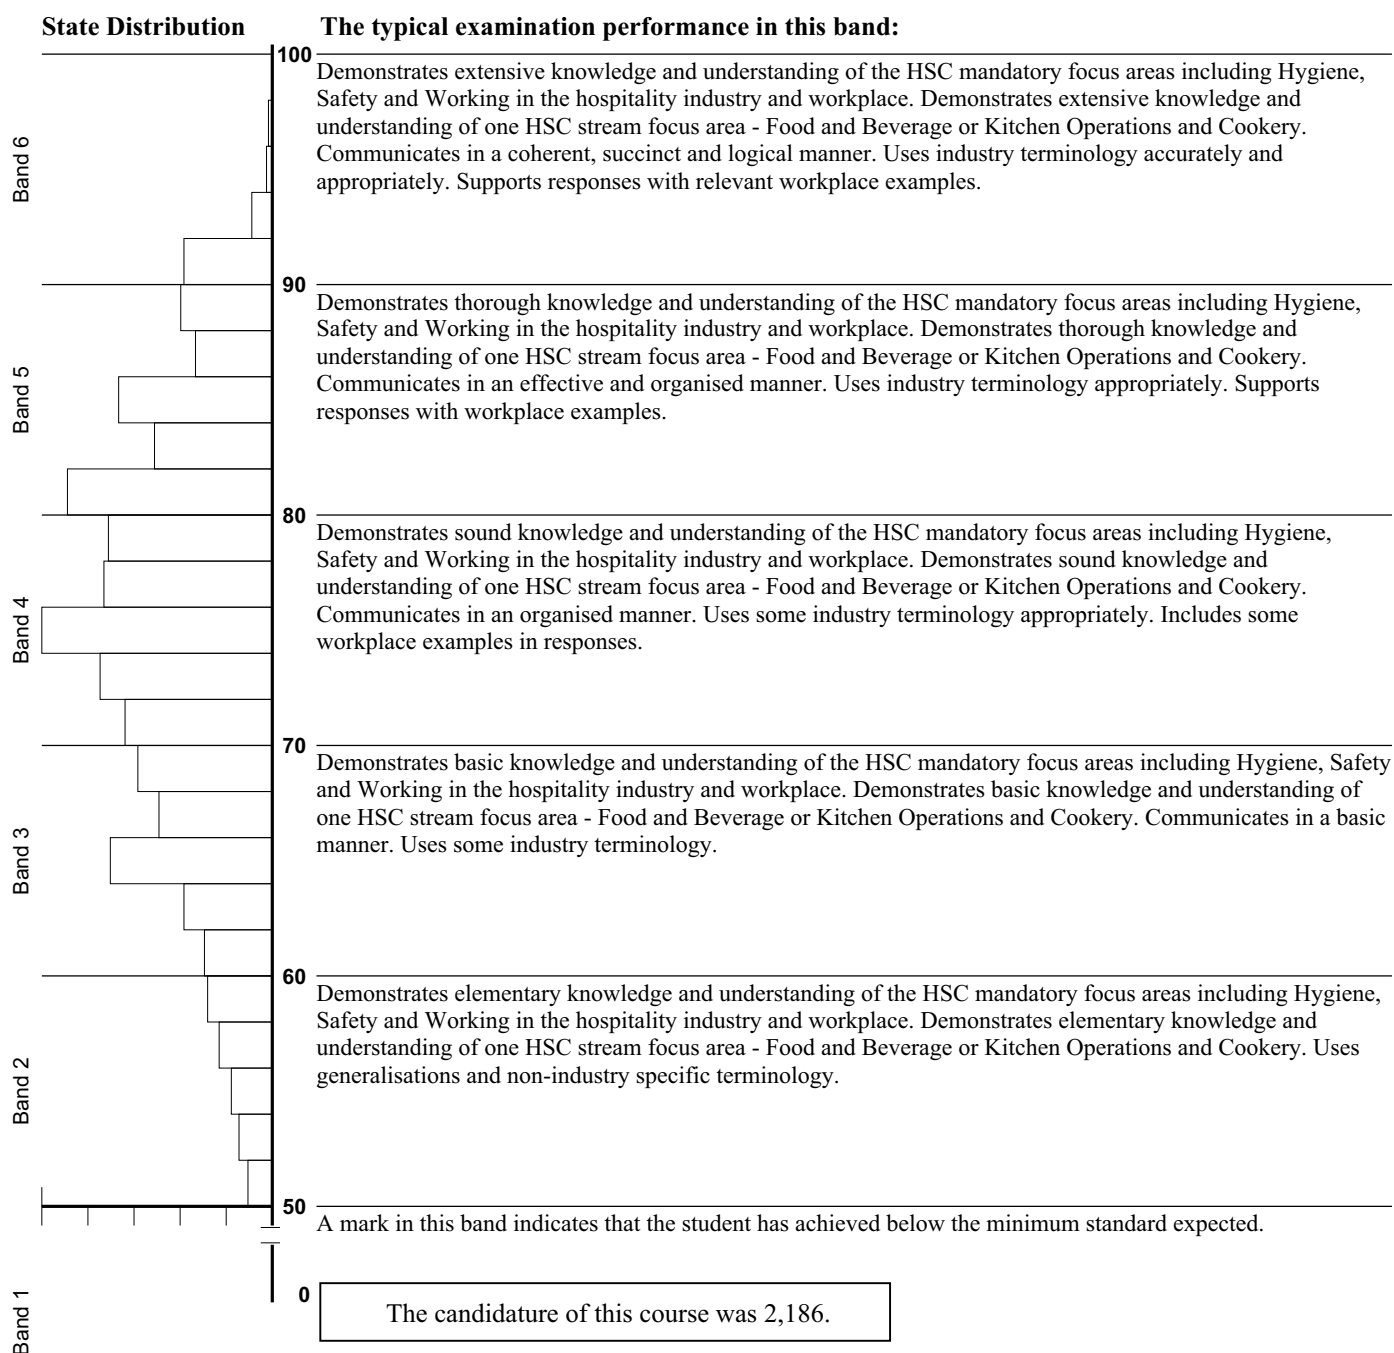 State Distribution
The typical examination performance in this band:
100
Band 6
Demonstrates extensive knowledge and understanding of the HSC mandatory focus areas including Hygiene,
Safety and Working in the hospitality industry and workplace. Demonstrates extensive knowledge and
understanding of one HSC stream focus area - Food and Beverage or Kitchen Operations and Cookery.
Communicates in a coherent, succinct and logical manner. Uses industry terminology accurately and
appropriately. Supports responses with relevant workplace examples.
90
Band 5
Demonstrates thorough knowledge and understanding of the HSC mandatory focus areas including Hygiene,
Safety and Working in the hospitality industry and workplace. Demonstrates thorough knowledge and
understanding of one HSC stream focus area - Food and Beverage or Kitchen Operations and Cookery.
Communicates in an effective and organised manner. Uses industry terminology appropriately. Supports
responses with workplace examples.
80
Band 4
Demonstrates sound knowledge and understanding of the HSC mandatory focus areas including Hygiene,
Safety and Working in the hospitality industry and workplace. Demonstrates sound knowledge and
understanding of one HSC stream focus area - Food and Beverage or Kitchen Operations and Cookery.
Communicates in an organised manner. Uses some industry terminology appropriately. Includes some
workplace examples in responses.
70
Band 3
Demonstrates basic knowledge and understanding of the HSC mandatory focus areas including Hygiene, Safety
and Working in the hospitality industry and workplace. Demonstrates basic knowledge and understanding of
one HSC stream focus area - Food and Beverage or Kitchen Operations and Cookery. Communicates in a basic
manner. Uses some industry terminology.
60
Band 2
Demonstrates elementary knowledge and understanding of the HSC mandatory focus areas including Hygiene,
Safety and Working in the hospitality industry and workplace. Demonstrates elementary knowledge and
understanding of one HSC stream focus area - Food and Beverage or Kitchen Operations and Cookery. Uses
generalisations and non-industry specific terminology.
50
A mark in this band indicates that the student has achieved below the minimum standard expected.
0
Band 1
The candidature of this course was 2,186.